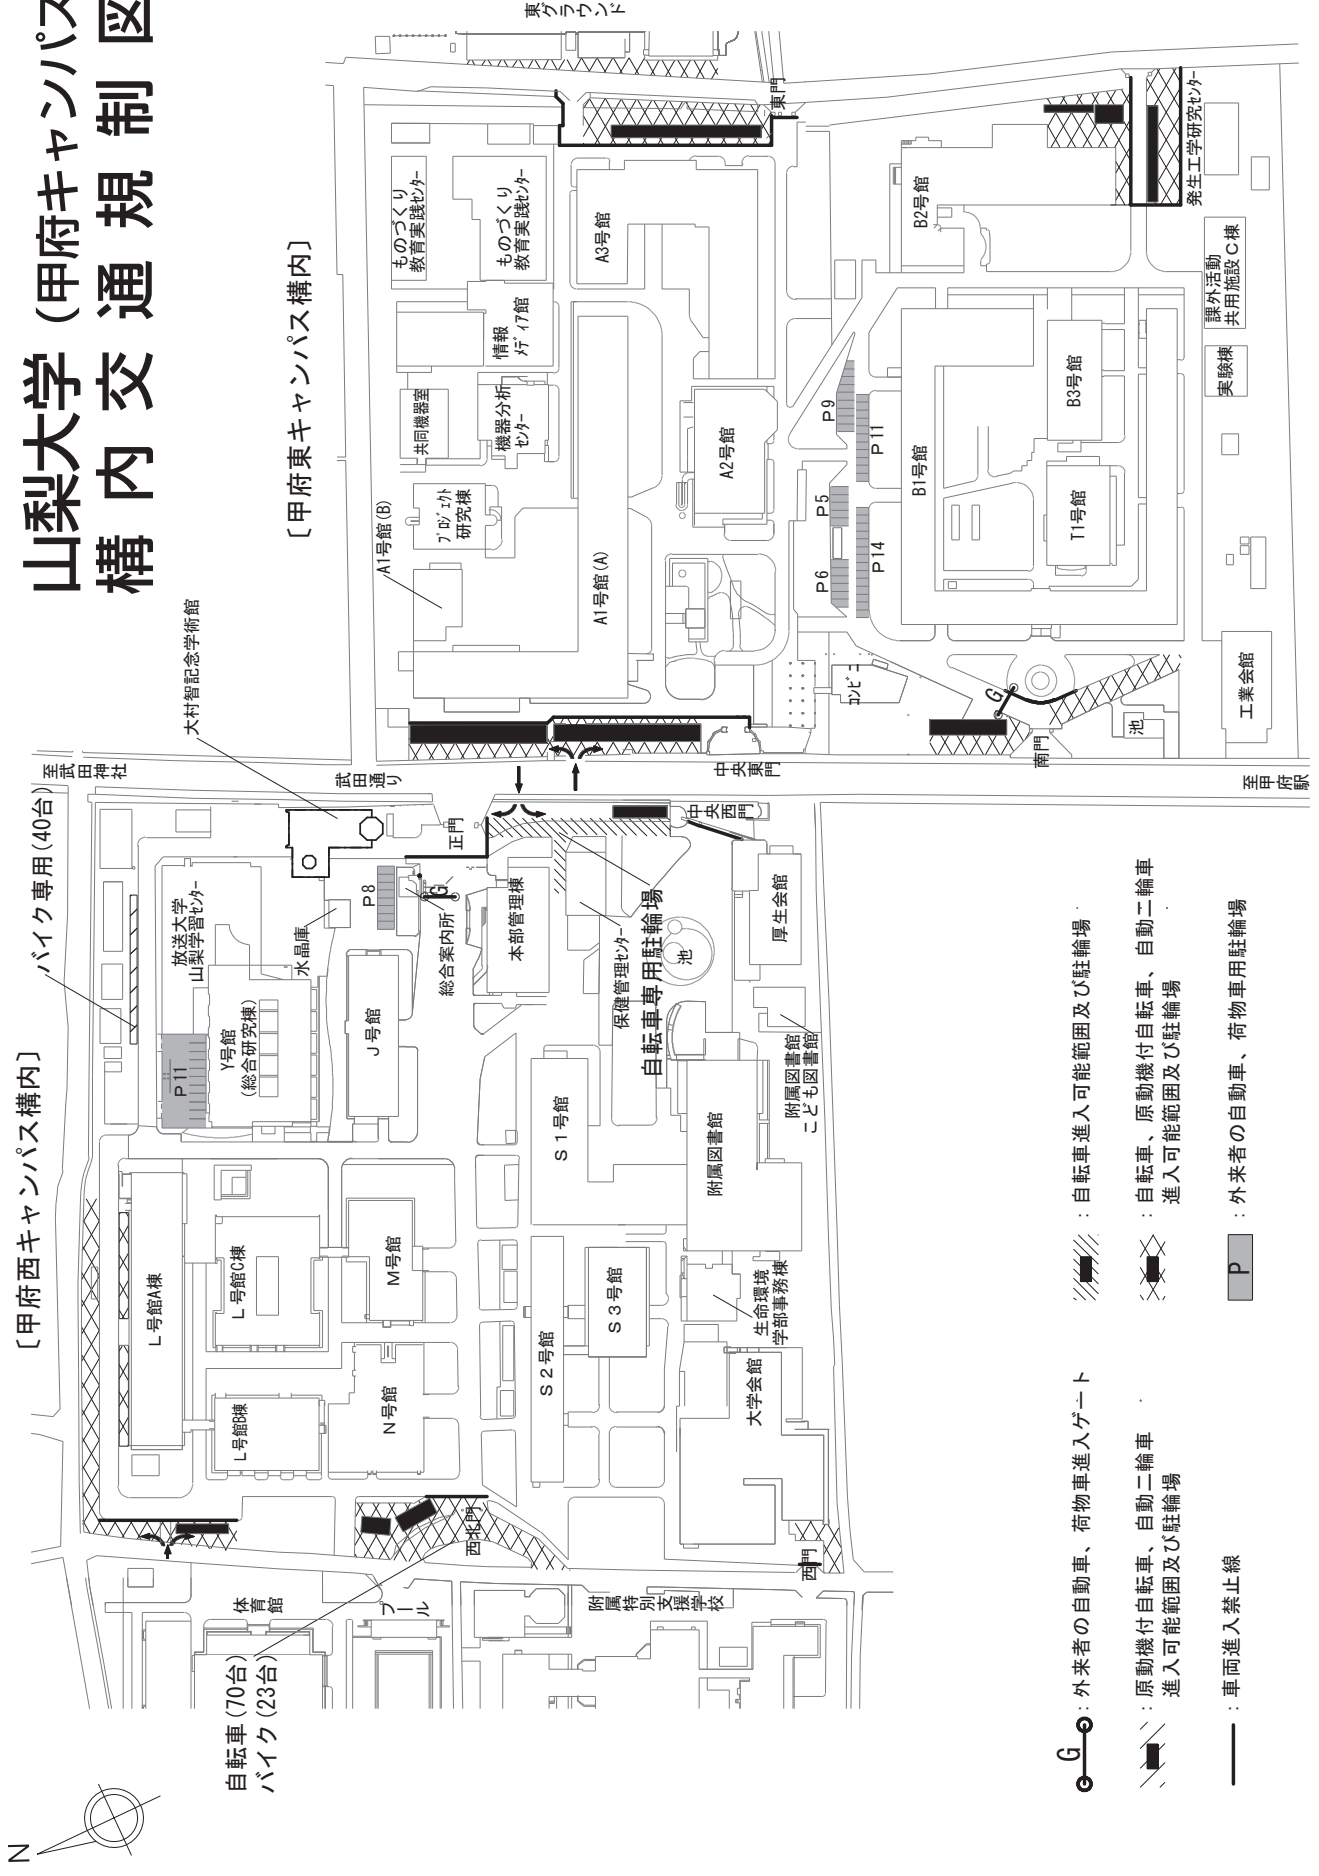 山梨大学 (甲府キャンパス
構内交通規制図
N
[甲府西キャンパス構内]
[甲府東キャンパス構内]
バイク専用(40台)
至武田神社
武田通り
大村智記念学術館
東グラウンド
L号館A棟
L号館C棟
L号館B棟
M号館
N号館
P11
放送大学
山梨学習センター
Y号館
(総合研究棟)
水晶庫
J号館
P8
総合案内所
G
正門
本部管理棟
保健管理センター
自転車専用駐輪場
中央西門
池
厚生会館
附属図書館
こども図書館
附属図書館
S1号館
S2号館
S3号館
生命環境
学部事務棟
大学会館
西門
西北門
体育館
プール
附属特別支援学校
自転車(70台)
バイク(23台)
A1号館(B)
プロジェクト
研究棟
共同機器室
機器分析
センター
情報
メディア館
ものづくり
教育実践センター
ものづくり
教育実践センター
A1号館(A)
A2号館
A3号館
東門
中央東門
コンビニ
P6
P5
P9
P14
P11
B1号館
B2号館
B3号館
T1号館
発生工学研究センター
課外活動
共用施設C棟
実験棟
工業会館
池
G
南門
至甲府駅
G
: 外来者の自動車、荷物車進入ゲート
: 原動機付自転車、自動二輪車
進入可能範囲及び駐輪場
: 車両進入禁止線
: 自転車進入可能範囲及び駐輪場
: 自転車、原動機付自転車、自動二輪車
進入可能範囲及び駐輪場
P
: 外来者の自動車、荷物車用駐輪場